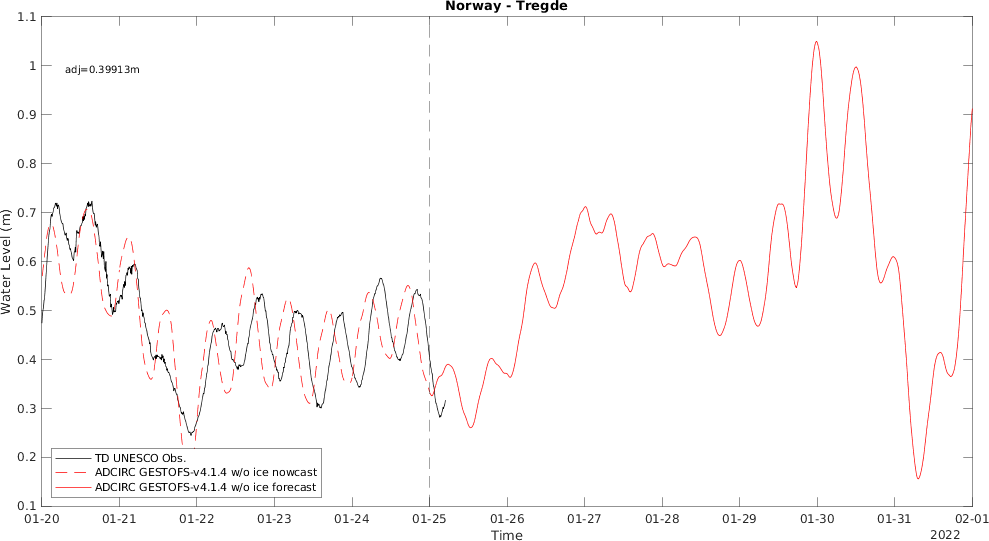 Norway - Tregde
1.1
1
0.9
0.8
0.7
0.6
0.5
0.4
0.3
0.2
0.1
Water Level (m)
adj=0.39913m
TD UNESCO Obs.
ADCIRC GESTOFS-v4.1.4 w/o ice nowcast
ADCIRC GESTOFS-v4.1.4 w/o ice forecast
01-20 01-21 01-22 01-23 01-24 01-25 01-26 01-27 01-28 01-29 01-30 01-31 02-01
Time
2022